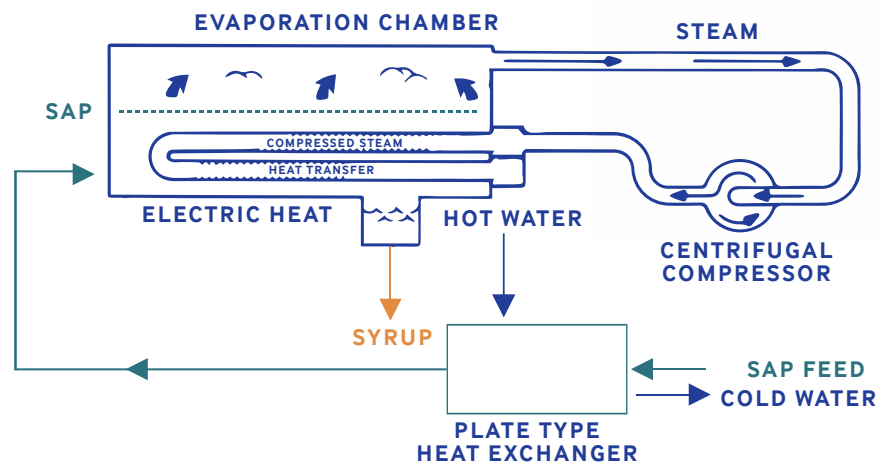 EVAPORATION CHAMBER
STEAM
SAP
COMPRESSED STEAM
HEAT TRANSFER
ELECTRIC HEAT
HOT WATER
CENTRIFUGAL
COMPRESSOR
SYRUP
SAP FEED
COLD WATER
PLATE TYPE
HEAT EXCHANGER